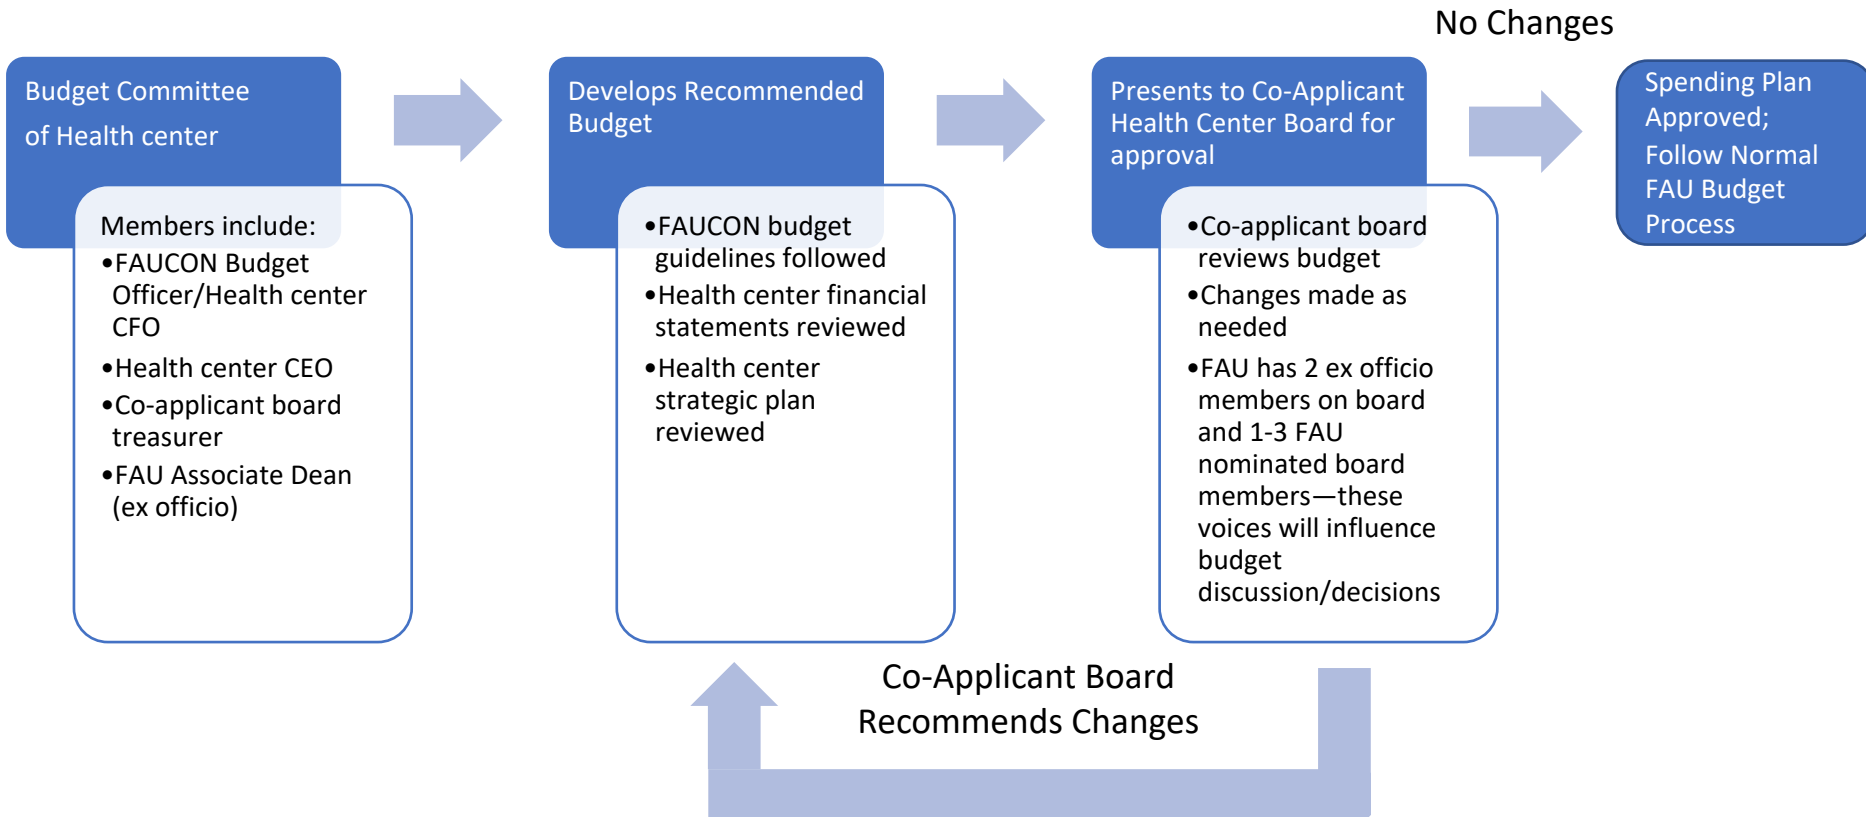 No Changes
Budget Committee
of Health center
Members include:
•FAUCON Budget
Officer/Health center
CFO
•Health center CEO
•Co-applicant board
treasurer
•FAU Associate Dean
(ex officio)
Develops Recommended
Budget
•FAUCON budget
guidelines followed
•Health center financial
statements reviewed
•Health center
strategic plan
reviewed
Presents to Co-Applicant
Health Center Board for
approval
•Co-applicant board
reviews budget
•Changes made as
needed
•FAU has 2 ex officio
members on board
and 1-3 FAU
nominated board
members—these
voices will influence
budget
discussion/decisions
Spending Plan
Approved;
Follow Normal
FAU Budget
Process
Co-Applicant Board
Recommends Changes